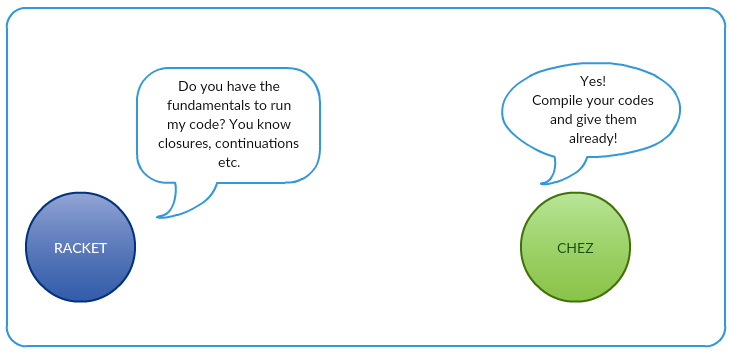 Do you have the
fundamentals to run
my code? You know
closures, continuations
etc.
Yes!
Compile your codes
and give them
already!
RACKET
CHEZ